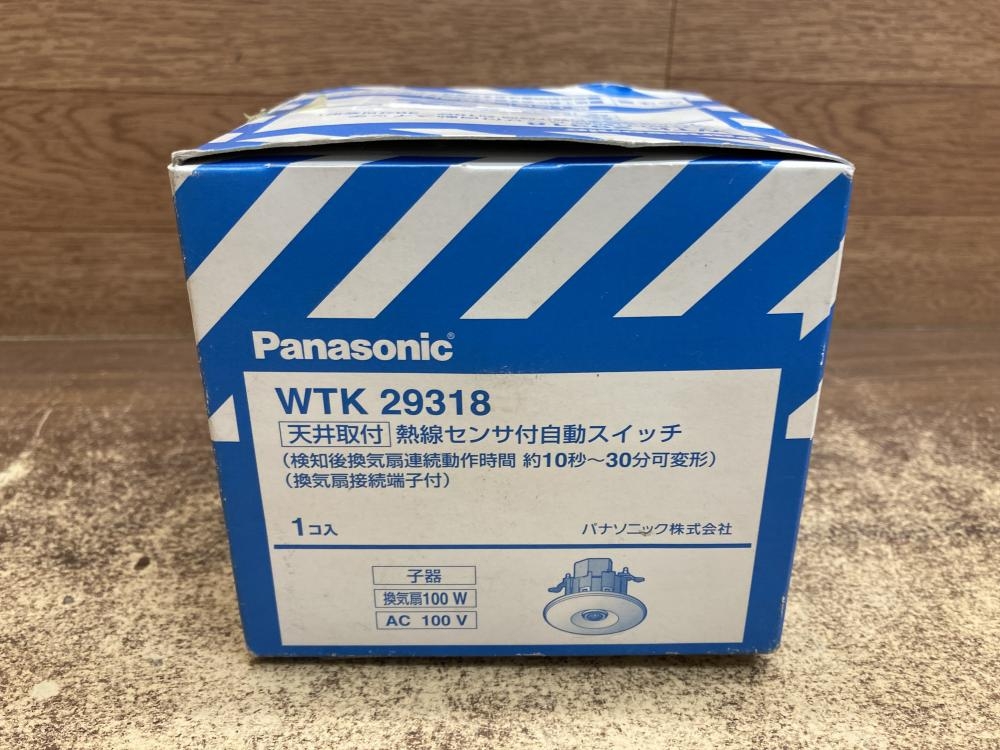 Panasonic®
WTK 29318
天井取付 熱線センサ付自動スイッチ
(検知後換気扇連続動作時間 約10秒〜30分可変形)
(換気扇接続端子付)
1コ入
パナソニック株式会社
子器
換気扇100 W
AC 100 V